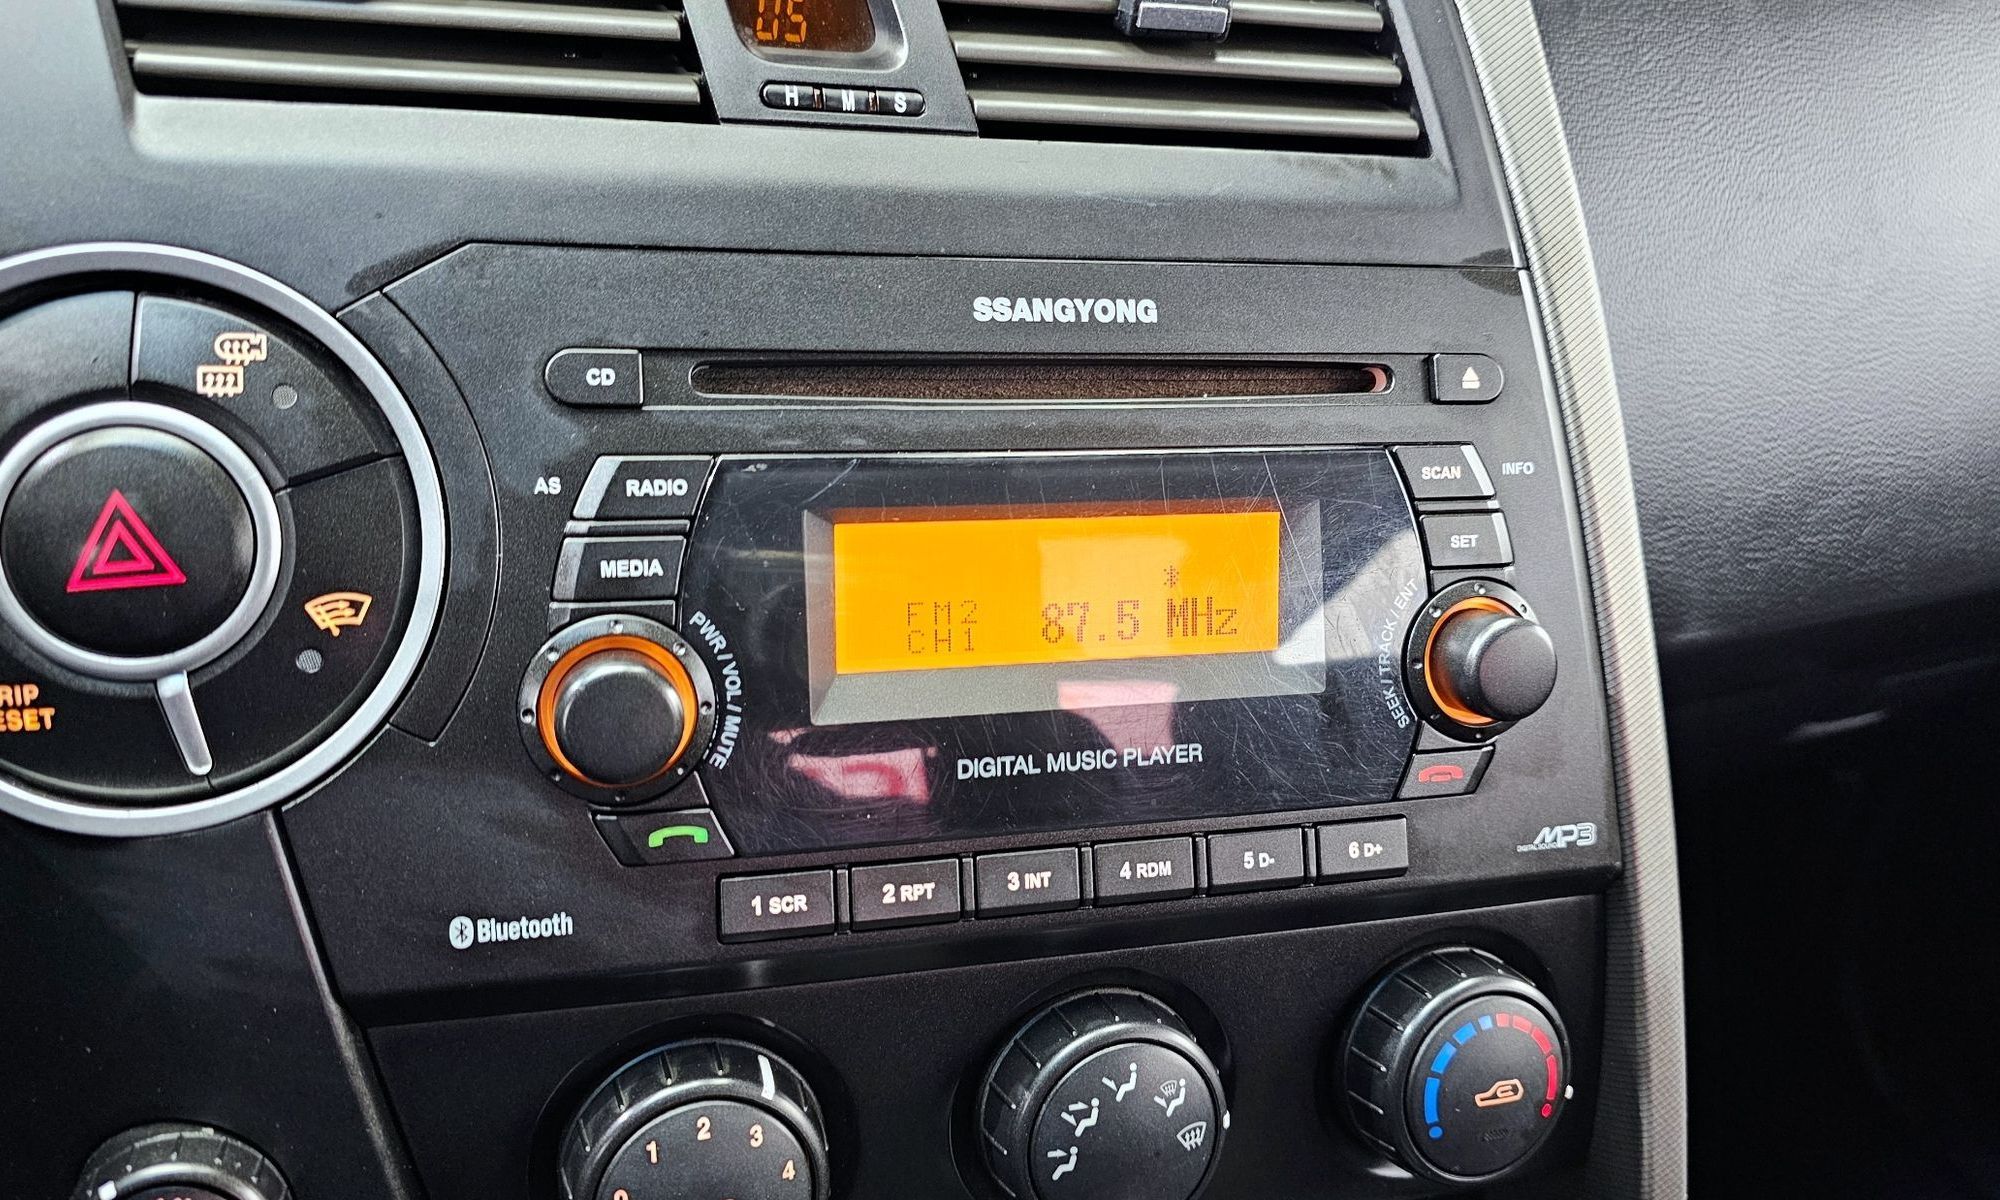 05
H M S
SSANGYONG
CD
AS RADIO
SCAN INFO
MEDIA
SET
FM2 87.5 MHz
CH1
PWR / VOL / MUTE
SEEK / TRACK / ENT
RIP
ESET
DIGITAL MUSIC PLAYER
MP3
1 SCR 2 RPT 3 INT 4 RDM 5 D- 6 D+
Bluetooth
1 2 3 4
0